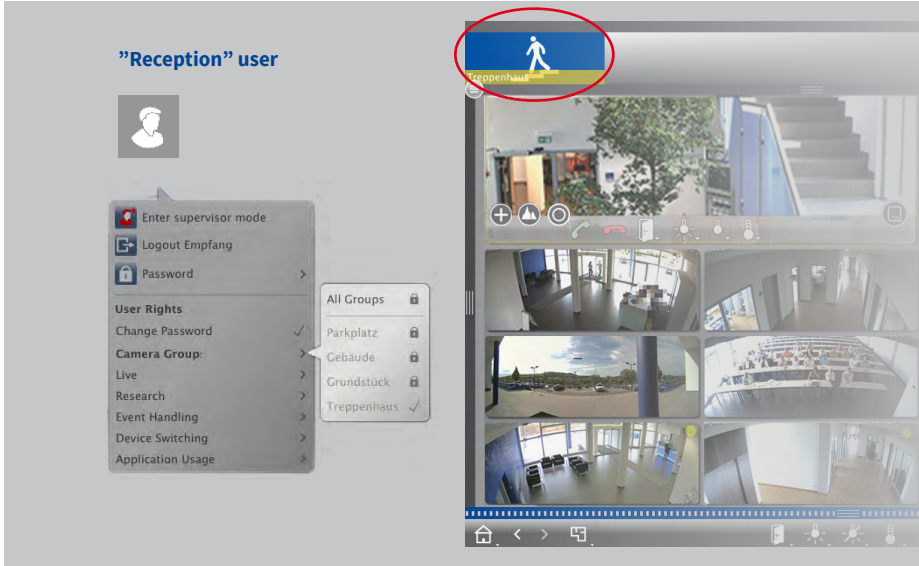 ”Reception” user
Enter supervisor mode
Logout Empfang
Password
User Rights
Change Password
Camera Group:
Live
Research
Event Handling
Device Switching
Application Usage
All Groups
Parkplatz
Gebäude
Grundstück
Treppenhaus
Treppenhaus